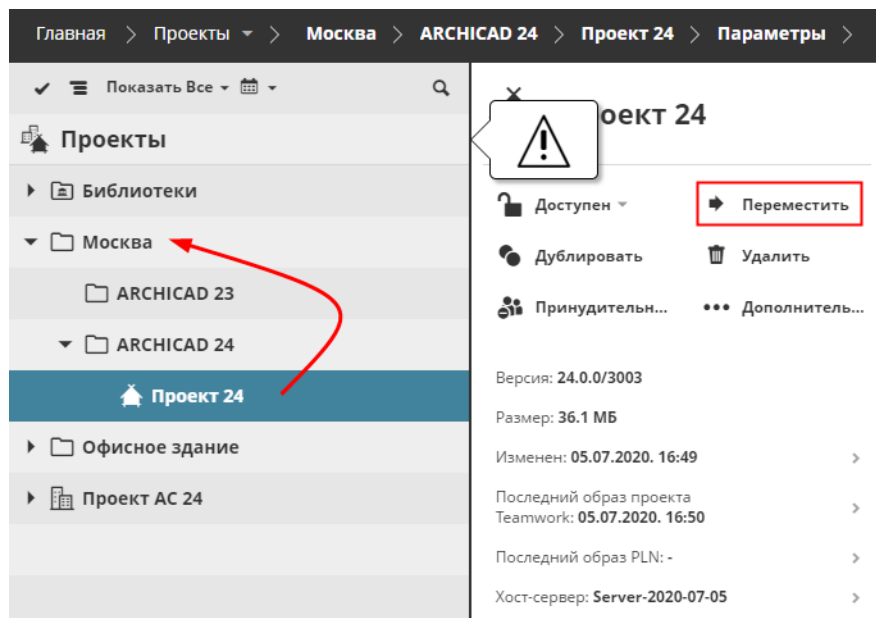 Главная > Проекты > Москва > ARCHICAD 24 > Проект 24 > Параметры >
Показать Все
Проекты
Библиотеки
Москва
ARCHICAD 23
ARCHICAD 24
Проект 24
Офисное здание
Проект АС 24
оект 24
Доступен
Переместить
Дублировать
Удалить
Принудительн...
Дополнитель...
Версия: 24.0.0/3003
Размер: 36.1 МБ
Изменен: 05.07.2020. 16:49
Последний образ проекта
Teamwork: 05.07.2020. 16:50
Последний образ PLN: -
Хост-сервер: Server-2020-07-05